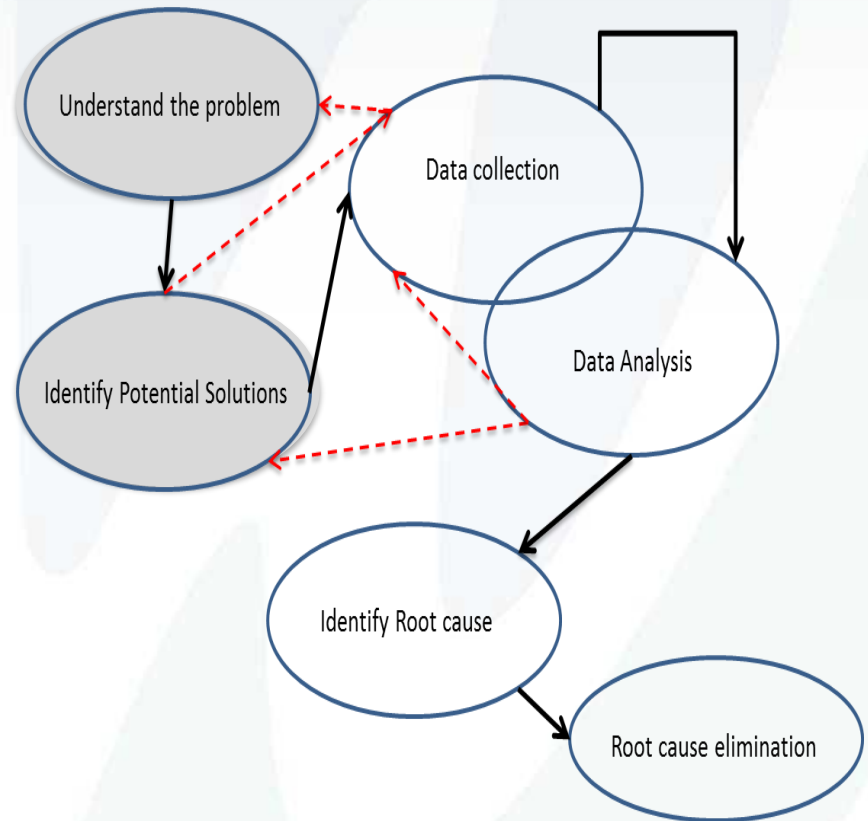 Understand the problem
Data collection
Data Analysis
Identify Potential Solutions
Identify Root cause
Root cause elimination